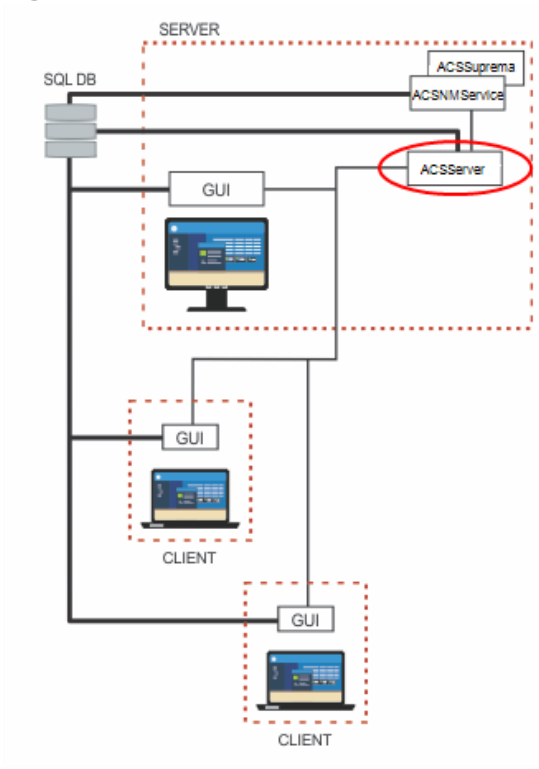 SERVER
ACSSuprema
SQL DB
ACSNMService
ACSServer
GUI
GUI
CLIENT
GUI
CLIENT